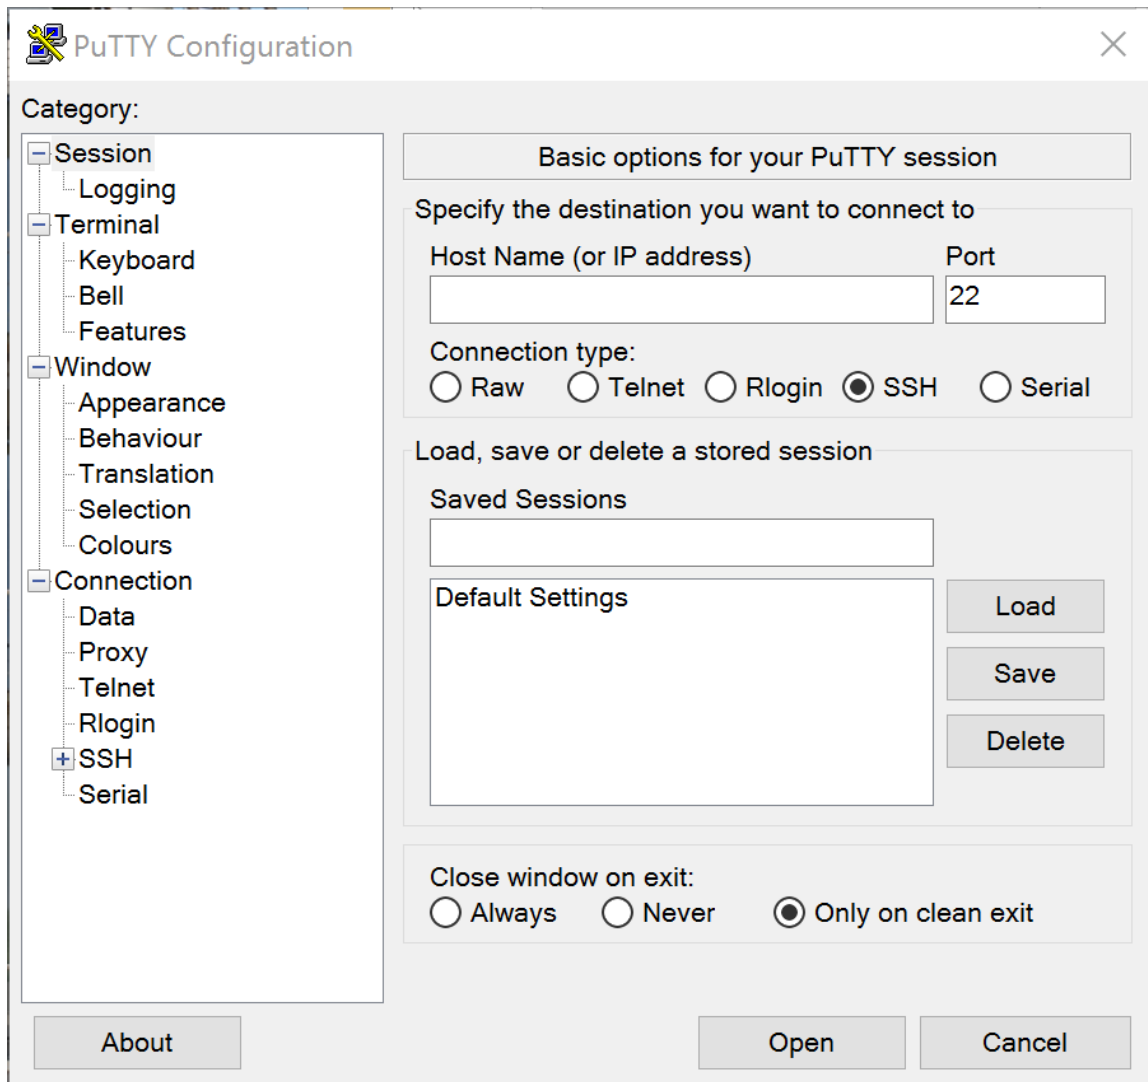 PuTTY Configuration
Category:
Session
Logging
Terminal
Keyboard
Bell
Features
Window
Appearance
Behaviour
Translation
Selection
Colours
Connection
Data
Proxy
Telnet
Rlogin
SSH
Serial
Basic options for your PuTTY session
Specify the destination you want to connect to
Host Name (or IP address) Port
22
Connection type:
Raw Telnet Rlogin SSH Serial
Load, save or delete a stored session
Saved Sessions
Default Settings
Load
Save
Delete
Close window on exit:
Always Never Only on clean exit
About Open Cancel